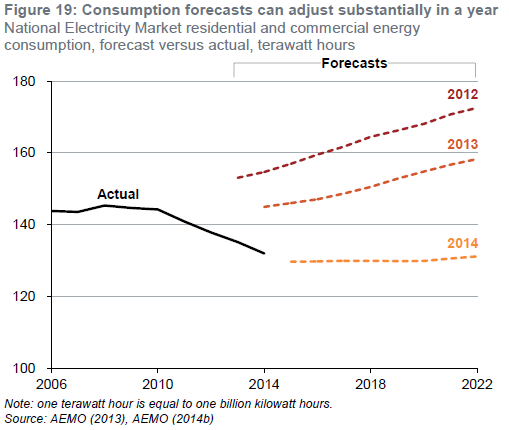 Figure 19: Consumption forecasts can adjust substantially in a year
National Electricity Market residential and commercial energy
consumption, forecast versus actual, terawatt hours
Forecasts
180
2012
160
2013
Actual
140
2014
120
100
2006
2010
2014
2018
2022
Note: one terawatt hour is equal to one billion kilowatt hours.
Source: AEMO (2013), AEMO (2014b)